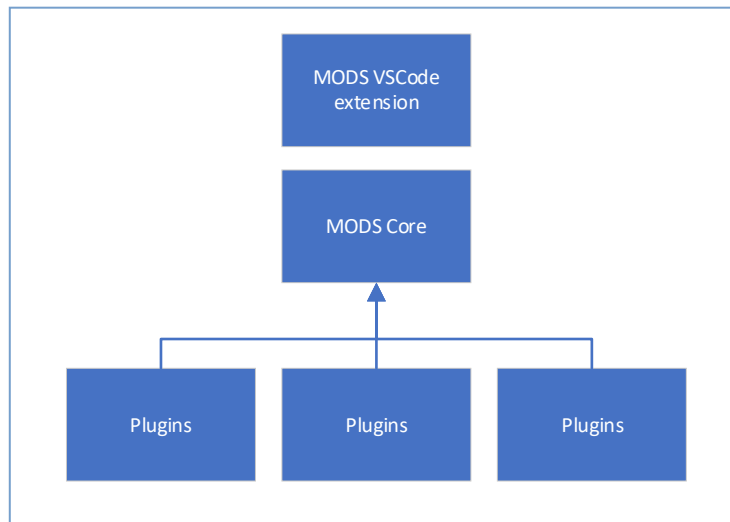 MODS VSCode
extension
MODS Core
Plugins
Plugins
Plugins